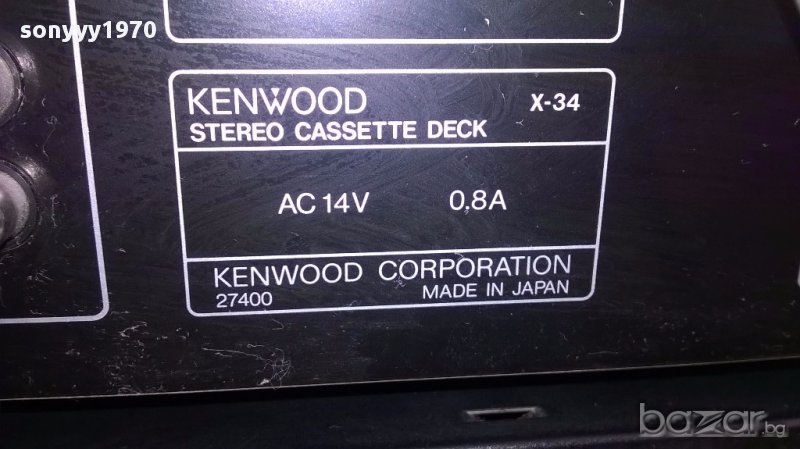 sonyyy1970
KENWOOD X-34
STEREO CASSETTE DECK
AC 14V 0.8A
KENWOOD CORPORATION
27400 MADE IN JAPAN
bazar.bg